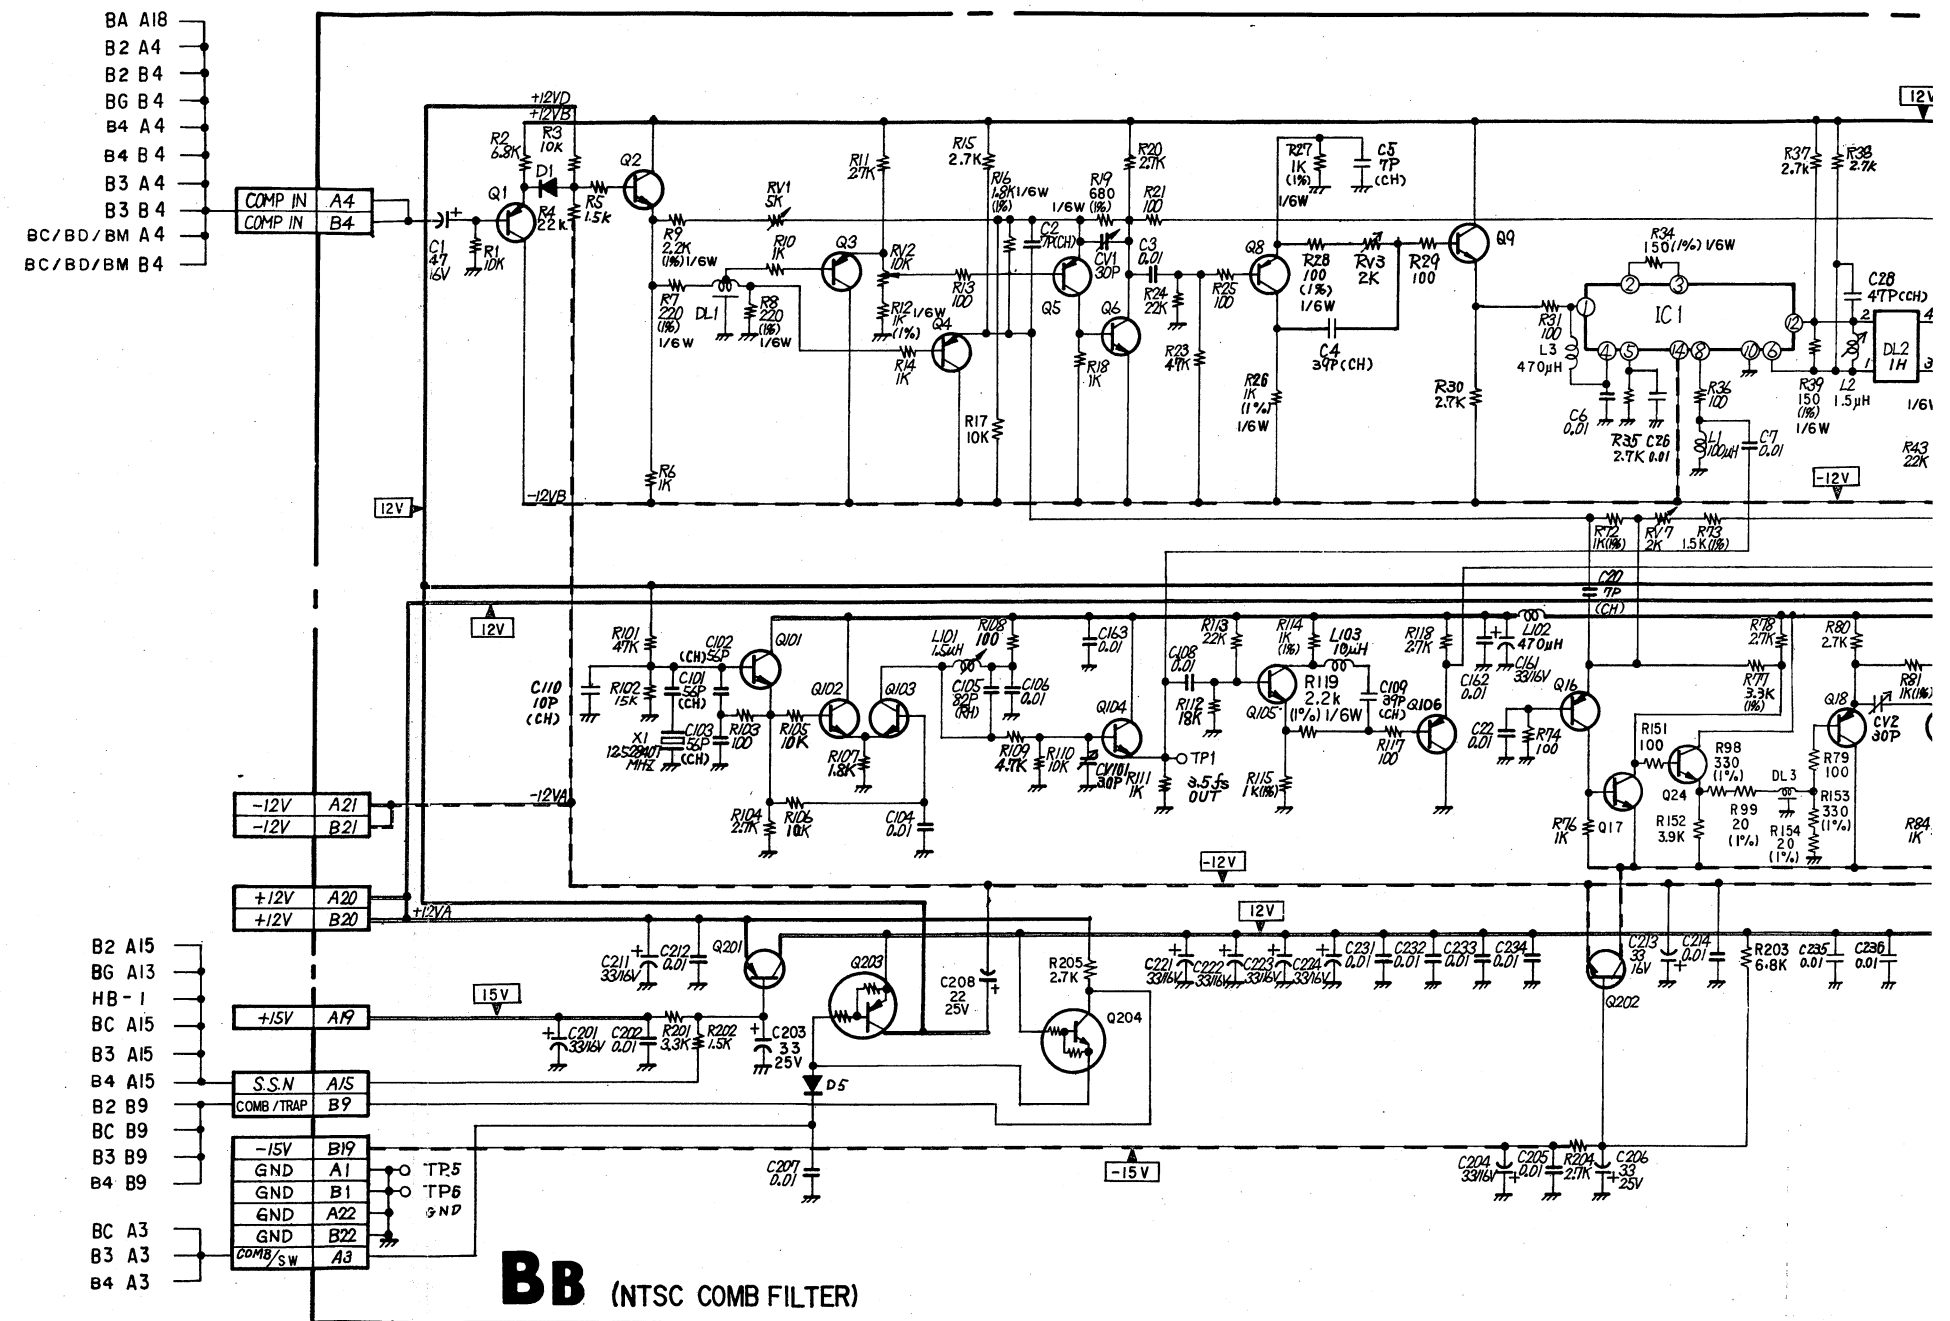 BA A18
B2 A4
B2 B4
BG B4
B4 A4
B4 B4
B3 A4
B3 B4
BC/BD/BM A4
BC/BD/BM B4
COMP IN A4
COMP IN B4
C1
47
16V
R1
10K
Q1
R2
6.8K
+12VD
+12VB
R3
10K
D1
R4
22k
R5
1.5K
Q2
R9
2.2K
(1%) 1/6W
R7
220
(1%)
1/6W
DL1
R8
220
(1%)
1/6W
RV1
5K
R10
1K
Q3
R11
2.7K
RV2
10K
R12
1K
(1%)
1/6W
R13
100
Q4
R14
1K
R6
1K
-12VB
R15
2.7K
R16
1.8K 1/6W
(1%)
R17
10K
C2
7P(CH)
R19
680
(1%)
1/6W
CV1
30P
Q5
R18
1K
Q6
R20
2.7K
R21
100
C3
0.01
R24
22K
R23
47K
R25
100
Q8
R26
1K
(1%)
1/6W
R27
1K
(1%)
1/6W
C5
7P
(CH)
R28
100
(1%)
1/6W
RV3
2K
R29
100
C4
39P(CH)
Q9
R30
2.7K
R34
150(1%) 1/6W
2
3
1
IC1
12
4
5
14
8
10
6
R31
100
L3
470μH
C6
0.01
R35
2.7K
C26
0.01
R36
100
L1
100μH
C7
0.01
R37
2.7K
R38
2.7K
R39
150
(1%)
1/6W
L2
1.5μH
C28
47P(CH)
2
4
DL2
1H
1
3
1/6W
R43
22K
12V
-12V
12V
R72
1K(1%)
RV7
2K
R73
1.5K(1%)
C20
7P
(CH)
12V
C110
10P
(CH)
R101
47K
R102
15K
X1
12.528407
MHZ
C102
(CH) 56P
C101
56P
(CH)
C103
56P
(CH)
Q101
R103
100
R105
10K
Q102
Q103
R107
1.8K
R104
2.7K
R106
10K
C104
0.01
L101
1.5μH
R108
100
C105
82P
(RH)
C106
0.01
R109
4.7K
R110
10K
CV101
30P
C163
0.01
Q104
R111
1K
TP1
3.5fs
OUT
C108
0.01
R112
18K
R113
22K
Q105
R115
1K(1%)
R114
1K
(1%)
L103
10μH
R119
2.2k
(1%) 1/6W
C109
39P
(CH)
R117
100
Q106
R118
2.7K
C162
0.01
C161
33/16V
L102
470μH
C22
0.01
R74
100
Q16
R76
1K
Q17
R151
100
R78
2.7K
R77
3.3K
(1%)
R98
330
(1%)
Q24
R152
3.9K
R99
20
(1%)
DL3
R154
20
(1%)
R79
100
R153
330
(1%)
Q18
R80
2.7K
R81
1K(1%)
CV2
30P
R84
1K
-12V A21
-12V B21
-12VA
-12V
+12V A20
+12V B20
+12VA
12V
B2 A15
BG A13
HB-1
BC A15
B3 A15
B4 A15
B2 B9
BC B9
B3 B9
B4 B9
BC A3
B3 A3
B4 A3
+15V A19
15V
S.S.N A15
COMB/TRAP B9
-15V B19
GND A1
GND B1
GND A22
GND B22
COMB/SW A3
TP5
TP6
GND
C211
33/16V
C212
0.01
Q201
C201
33/16V
C202
0.01
R201
3.3K
R202
1.5K
C203
33
25V
Q203
D5
C207
0.01
C208
22
25V
R205
2.7K
Q204
C221
33/16V
C222
33/16V
C223
33/16V
C224
33/16V
C231
0.01
C232
0.01
C233
0.01
C234
0.01
Q202
C213
33
16V
C214
0.01
R203
6.8K
C235
0.01
C236
0.01
-15V
C204
33/16V
C205
0.01
R204
2.7K
C206
33
25V
BB (NTSC COMB FILTER)